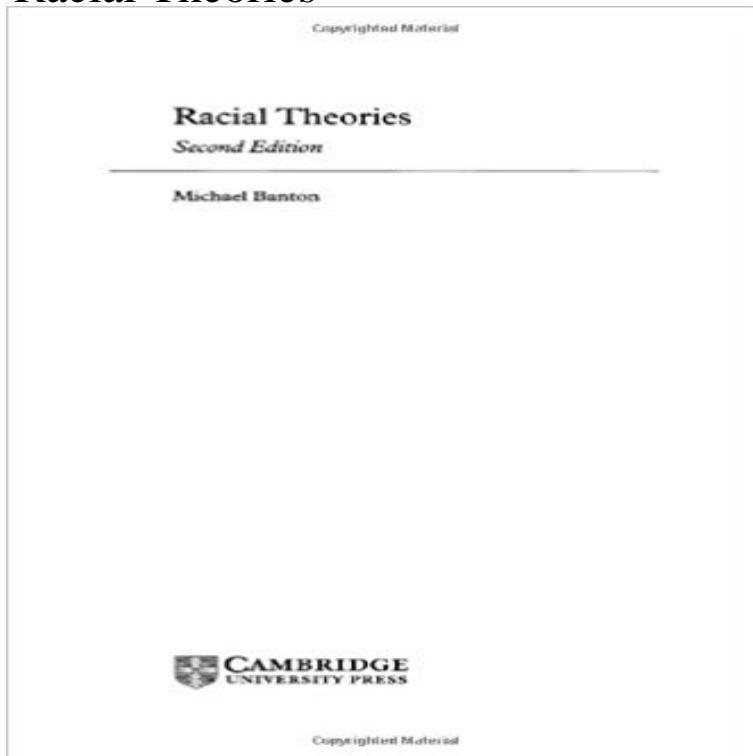 Racial Theories
Copyrighted Material
Racial Theories
Second Edition
Michael Banton
CAMBRIDGE
UNIVERSITY PRESS
Copyrighted Material